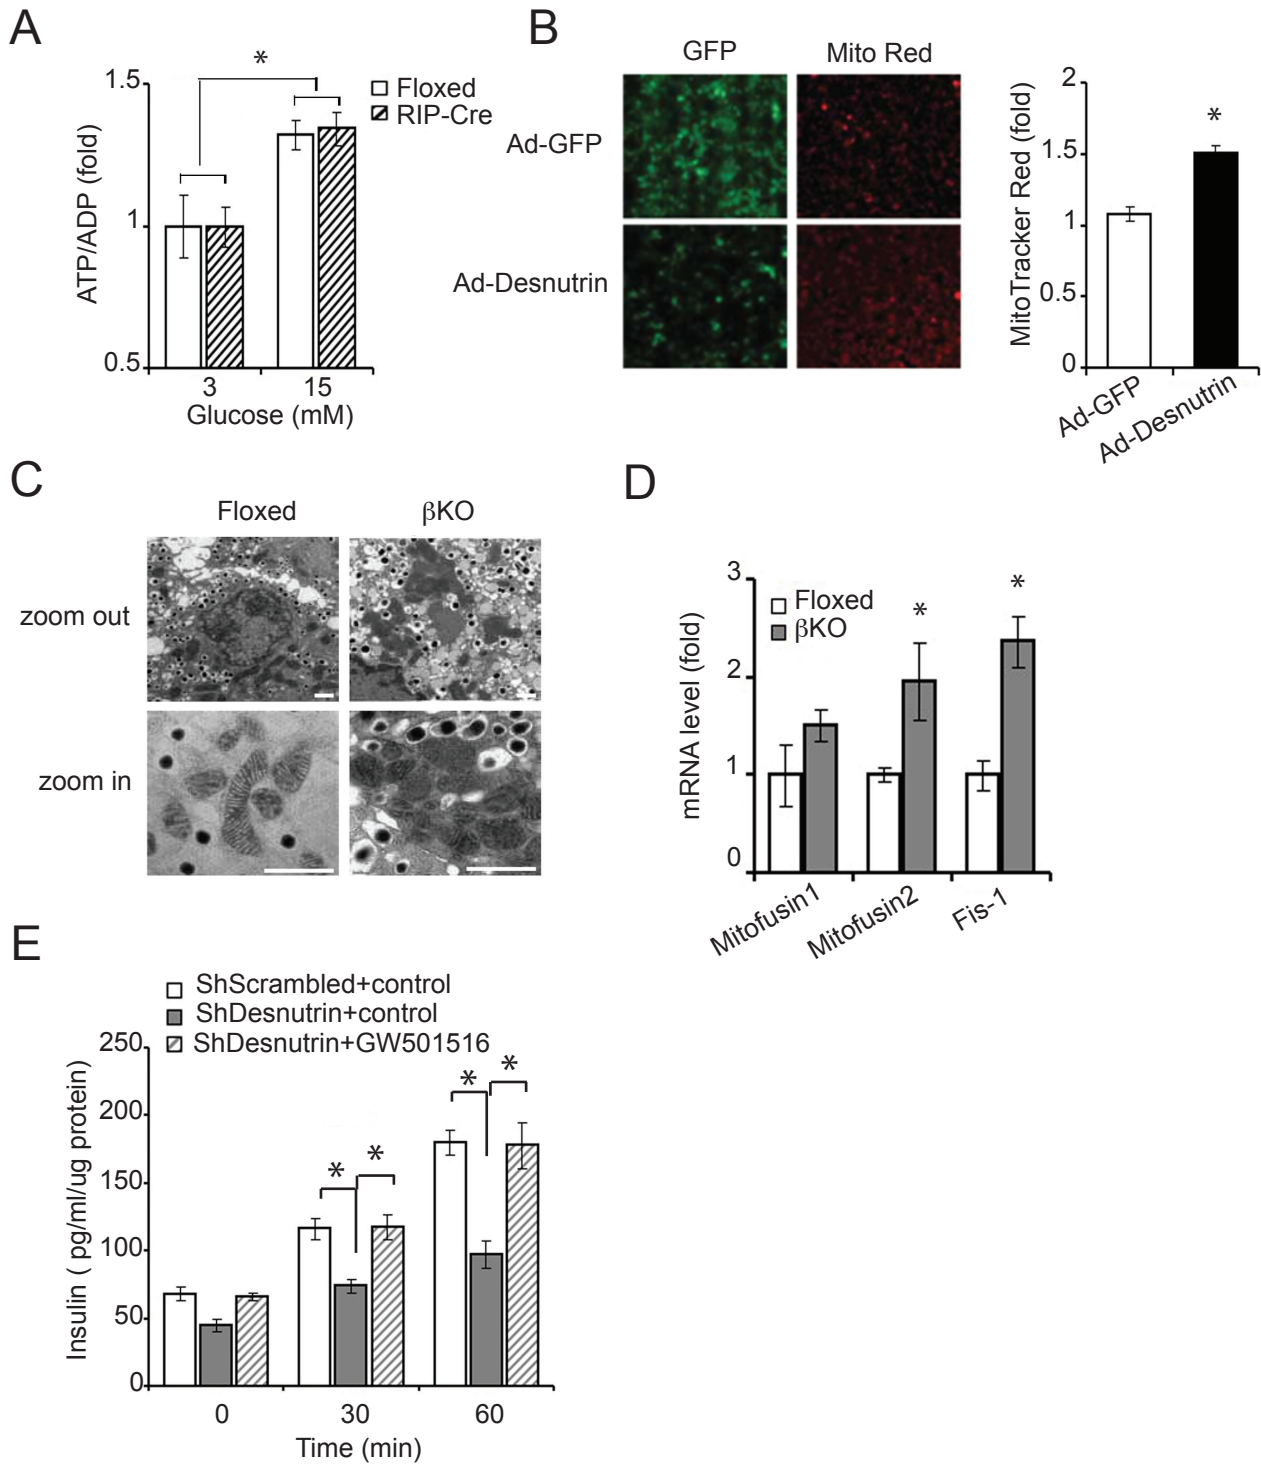 A
*
1.5
1
0.5
ATP/ADP (fold)
Floxed
RIP-Cre
3 15
Glucose (mM)
B
GFP Mito Red
Ad-GFP
Ad-Desnutrin
2
1.5
1
0.5
0
MitoTracker Red (fold)
*
Ad-GFP
Ad-Desnutrin
C
Floxed βKO
zoom out
zoom in
D
3
2
1
0
mRNA level (fold)
Floxed
βKO
*
*
Mitofusin1
Mitofusin2
Fis-1
E
ShScrambled+control
ShDesnutrin+control
ShDesnutrin+GW501516
250
200
150
100
50
0
Insulin ( pg/ml/ug protein)
* *
* *
0 30 60
Time (min)